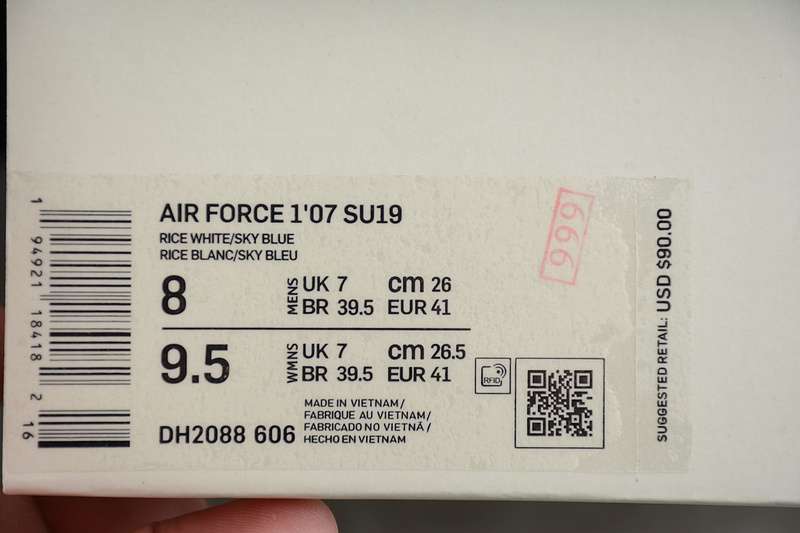 1
94921
18418
2
16
AIR FORCE 1'07 SU19
RICE WHITE/SKY BLUE
RICE BLANC/SKY BLEU
8
MENS
UK 7 cm 26
BR 39.5 EUR 41
9.5
WMNS
UK 7 cm 26.5
BR 39.5 EUR 41
DH2088 606
MADE IN VIETNAM/
FABRIQUE AU VIETNAM/
FABRICADO NO VIETNÃ/
HECHO EN VIETNAM
RFID
999
SUGGESTED RETAIL: USD $90.00